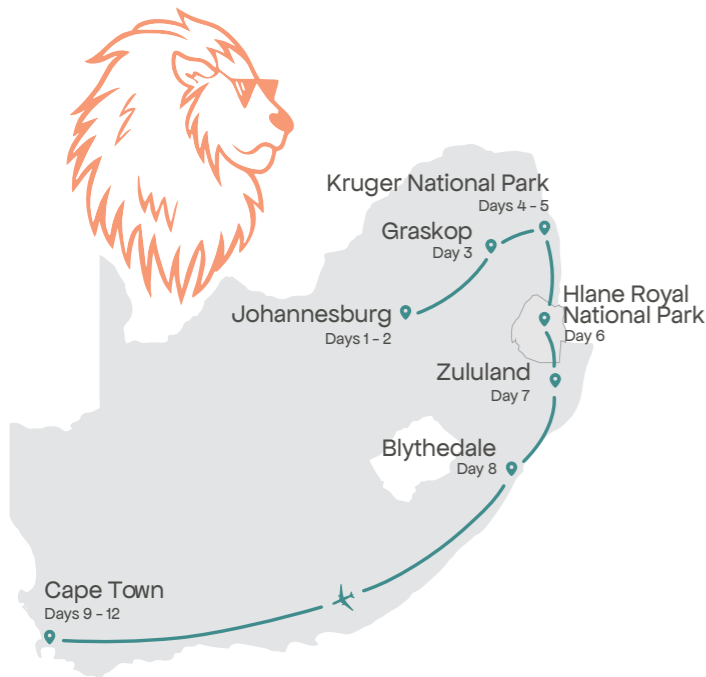 Kruger National Park
Days 4 - 5
Graskop
Day 3
Hlane Royal
National Park
Day 6
Johannesburg
Days 1 - 2
Zululand
Day 7
Blythedale
Day 8
Cape Town
Days 9 - 12